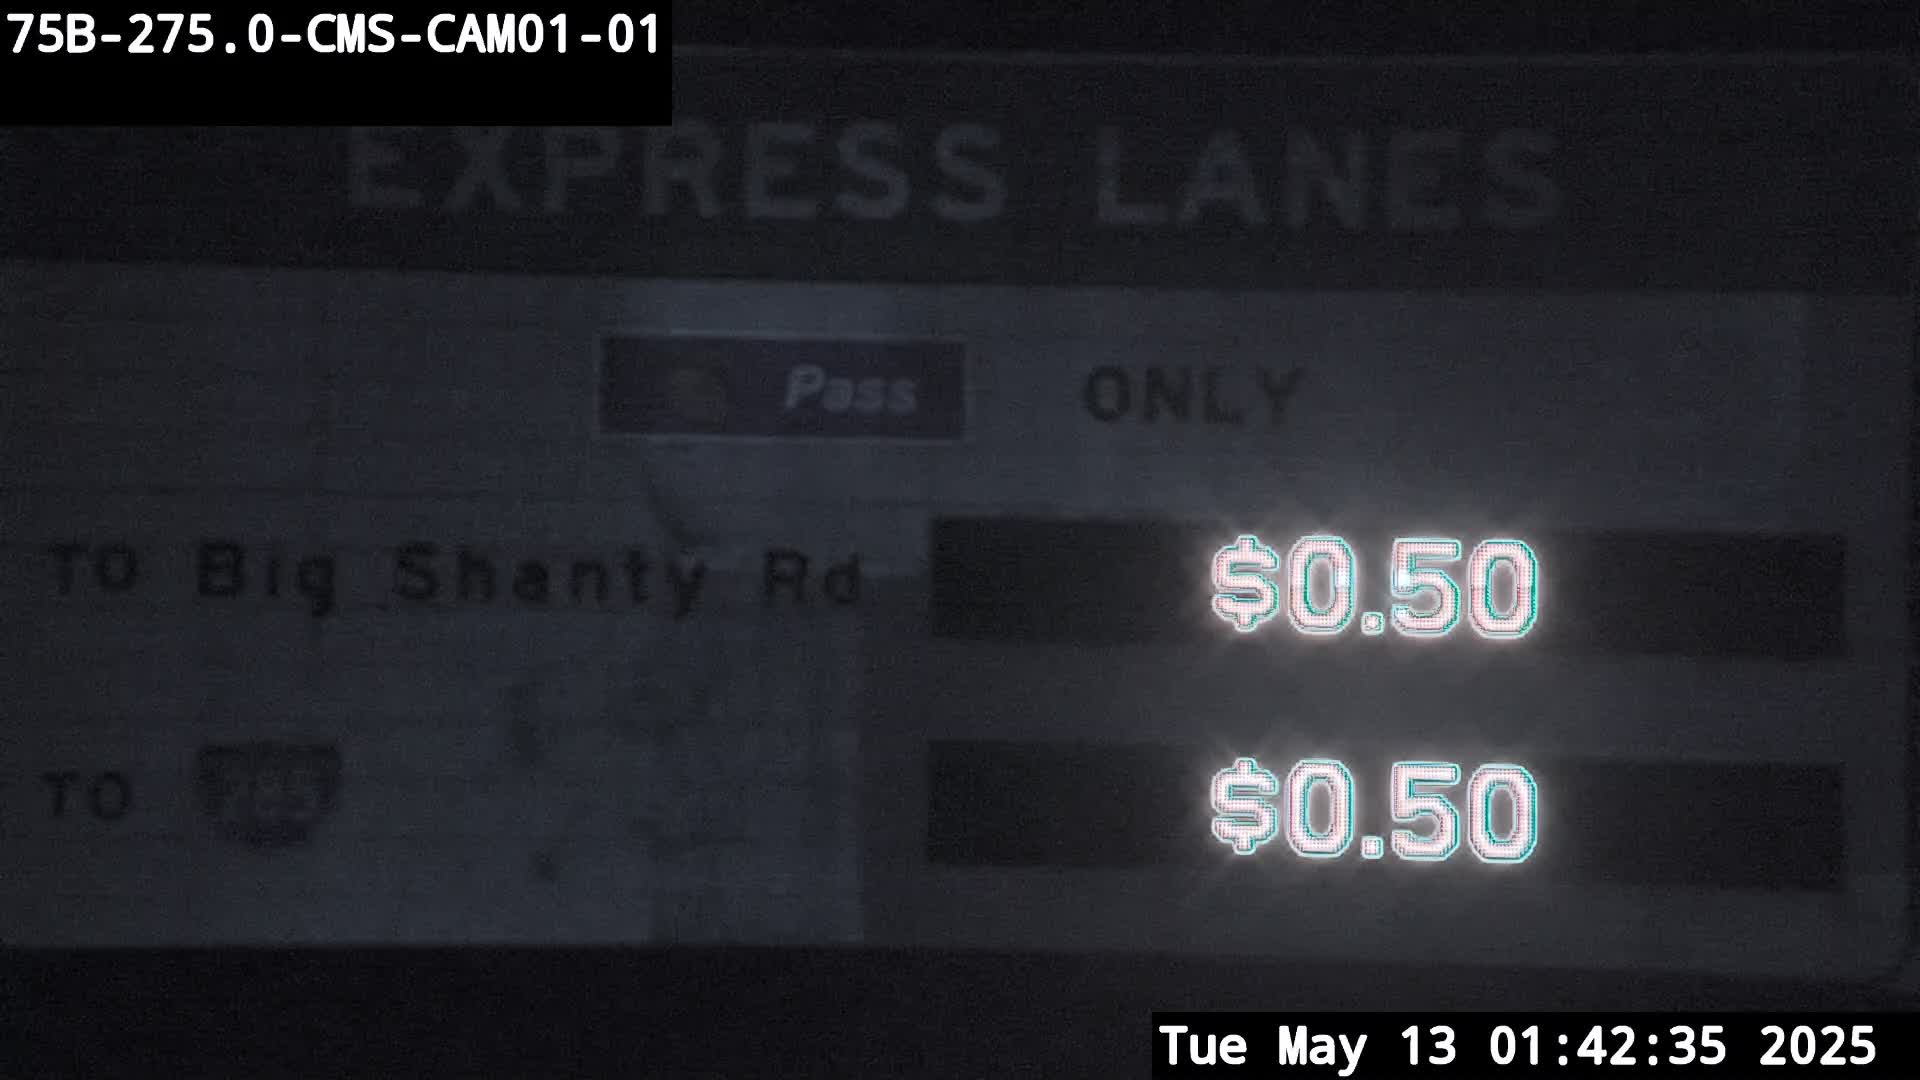 75B-275.0-CMS-CAM01-01
EXPRESS LANES
Pass ONLY
TO Big Shanty Rd $0.50
TO $0.50
Tue May 13 01:42:35 2025